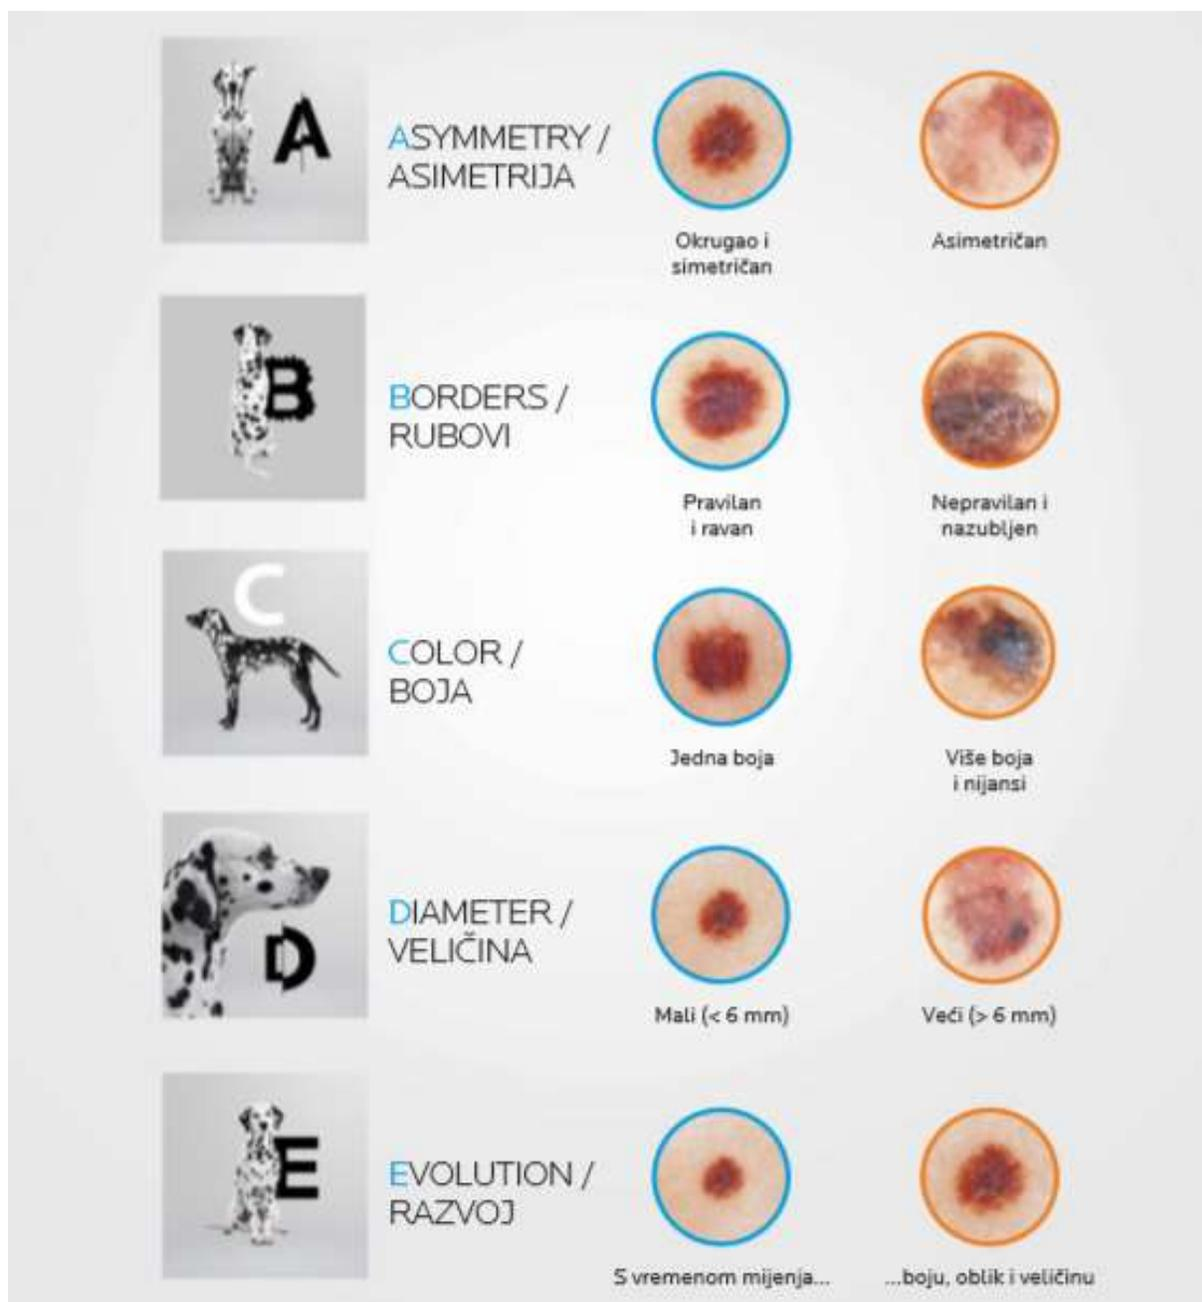 A
ASYMMETRY /
ASIMETRIJA
Okrugao i
simetričan
Asimetričan
B
BORDERS /
RUBOVI
Pravilan
i ravan
Nepravilan i
nazubljen
C
COLOR /
BOJA
Jedna boja
Više boja
i nijansi
D
DIAMETER /
VELIČINA
Mali (< 6 mm)
Veći (> 6 mm)
E
EVOLUTION /
RAZVOJ
S vremenom mijenja...
...boju, oblik i veličinu